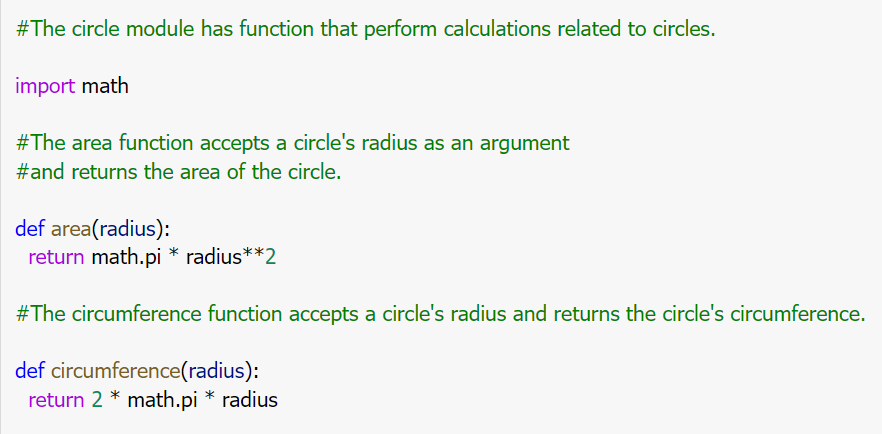 #The circle module has function that perform calculations related to circles.
import math
#The area function accepts a circle's radius as an argument
#and returns the area of the circle.
def area(radius):
  return math.pi * radius**2
#The circumference function accepts a circle's radius and returns the circle's circumference.
def circumference(radius):
  return 2 * math.pi * radius